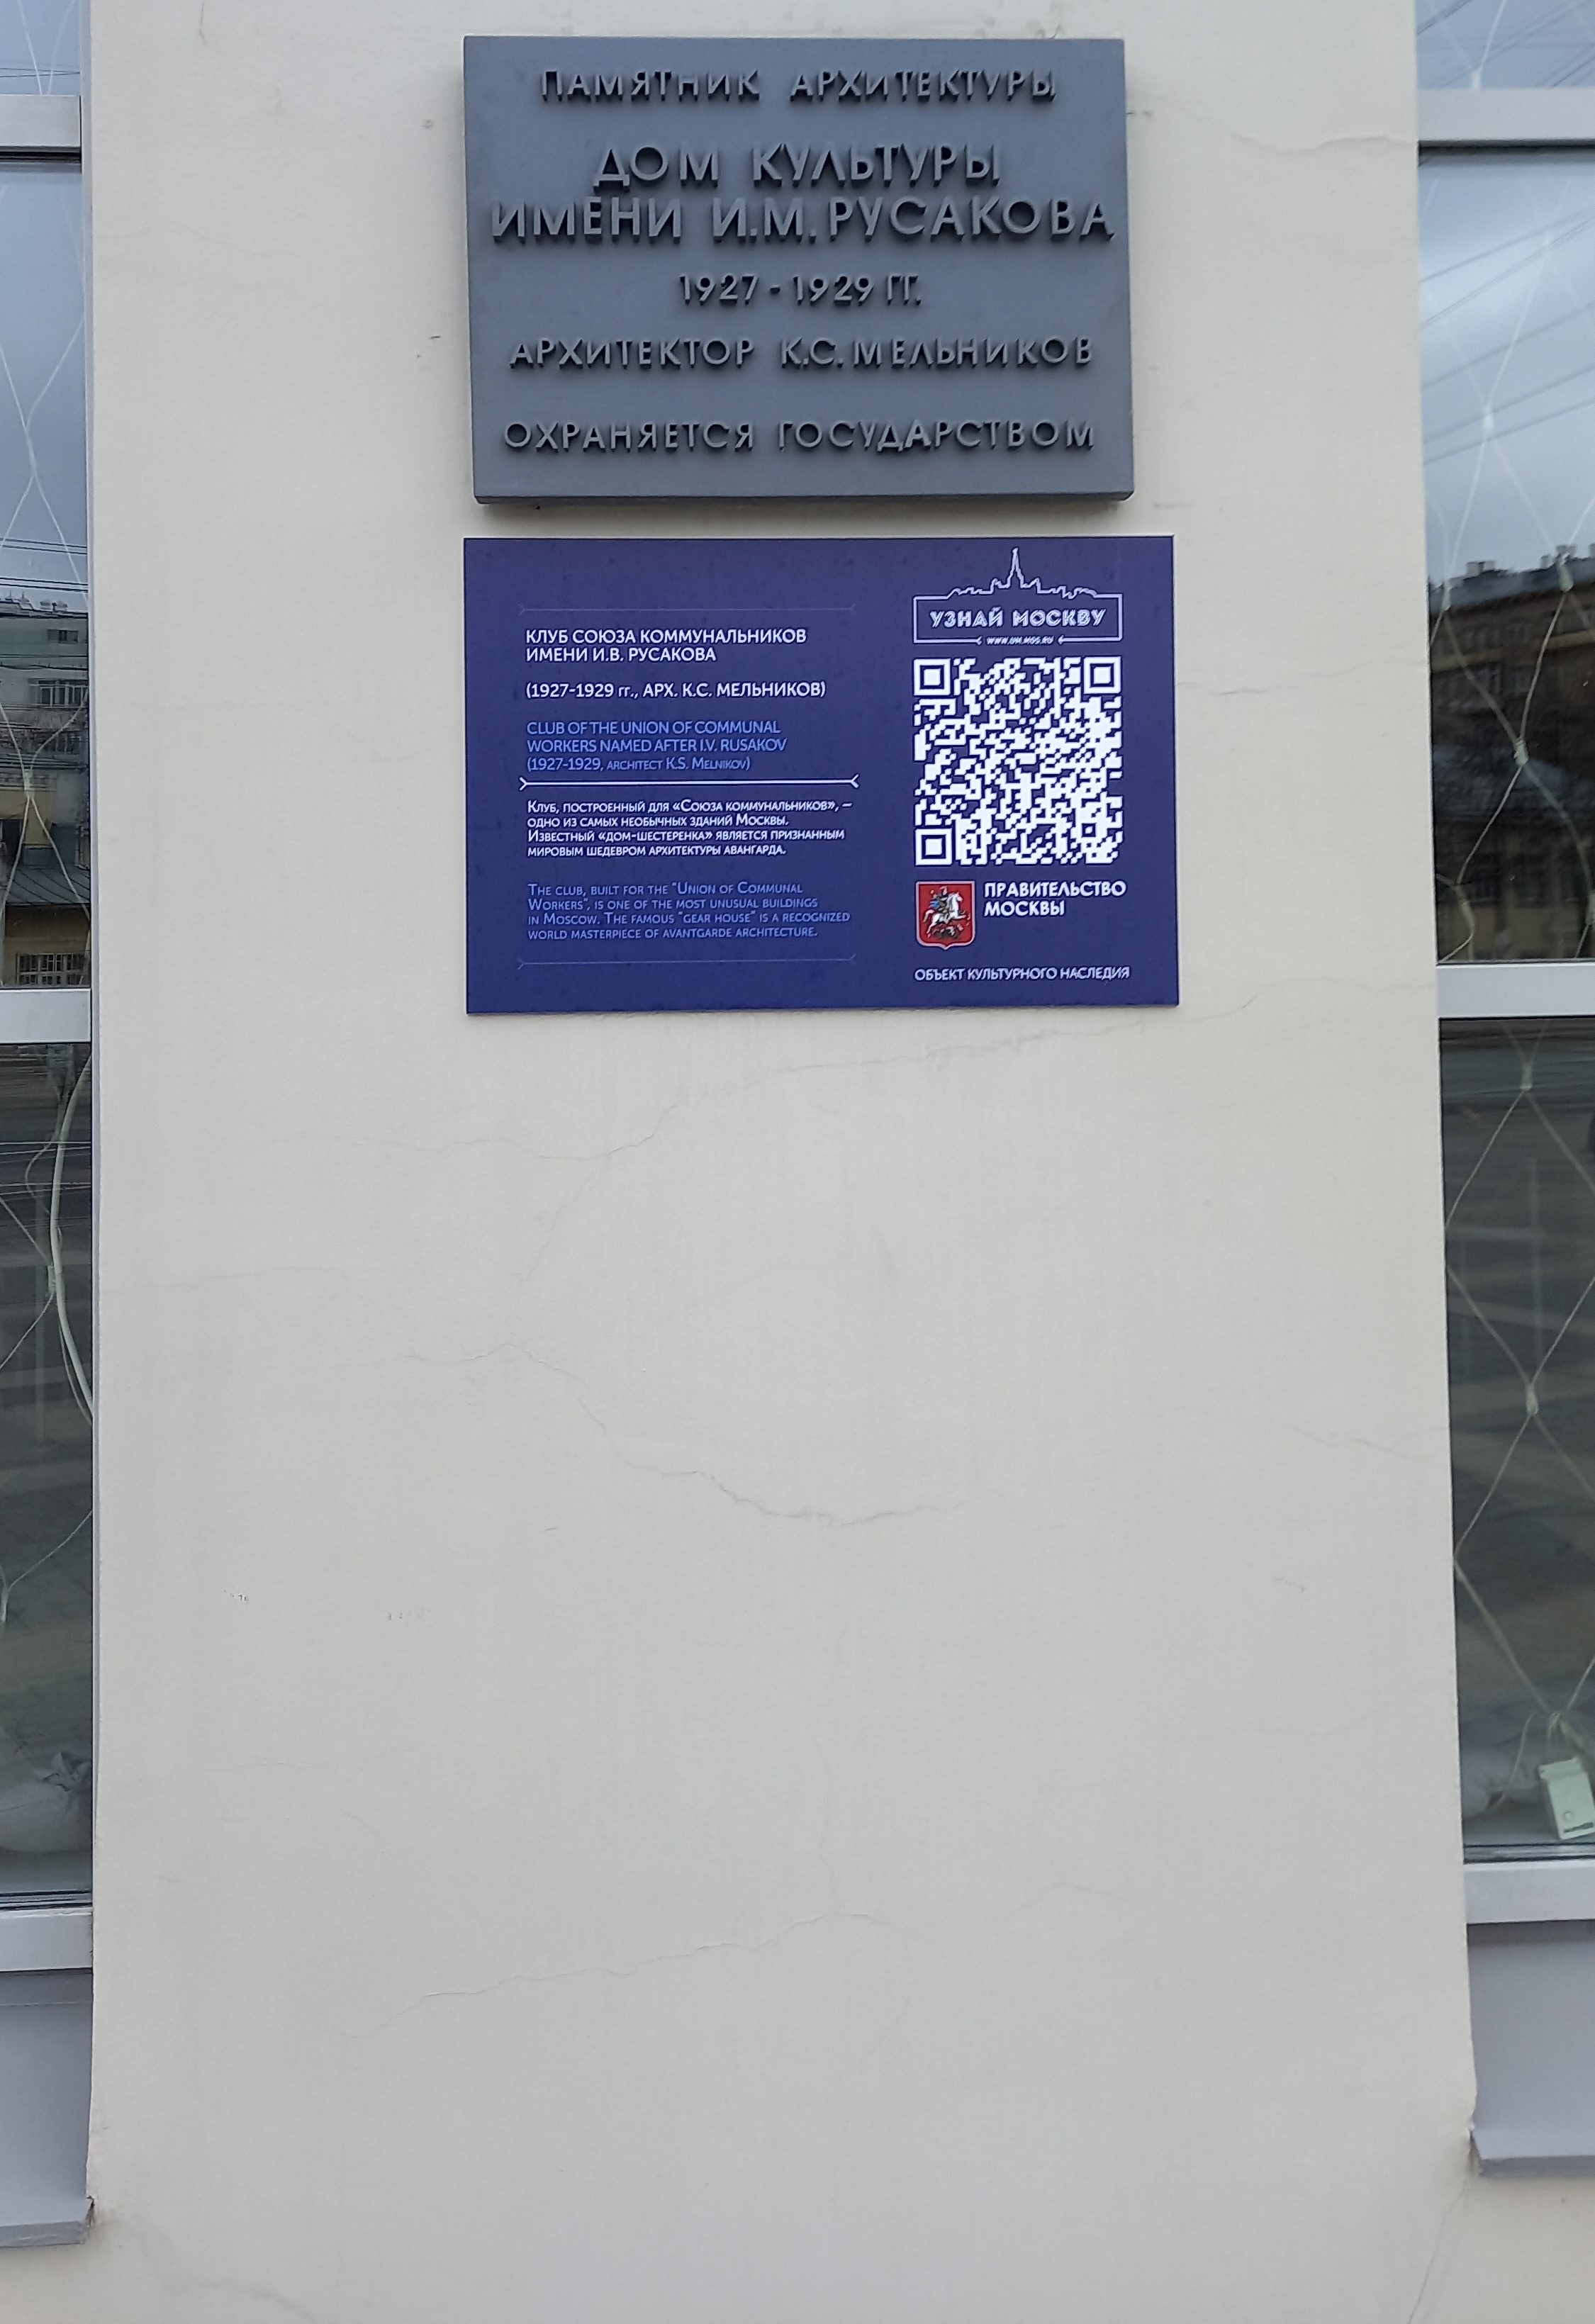 ПАМЯТНИК АРХИТЕКТУРЫ
ДОМ КУЛЬТУРЫ
ИМЕНИ И.М. РУСАКОВА
1927 - 1929 ГГ.
АРХИТЕКТОР К.С. МЕЛЬНИКОВ
ОХРАНЯЕТСЯ ГОСУДАРСТВОМ
КЛУБ СОЮЗА КОММУНАЛЬНИКОВ
ИМЕНИ И.В. РУСАКОВА
(1927-1929 гг., АРХ. К.С. МЕЛЬНИКОВ)
CLUB OF THE UNION OF COMMUNAL
WORKERS NAMED AFTER I.V. RUSAKOV
(1927-1929, ARCHITECT K.S. MELNIKOV)
КЛУБ, ПОСТРОЕННЫЙ ДЛЯ «СОЮЗА КОММУНАЛЬНИКОВ», –
ОДНО ИЗ САМЫХ НЕОБЫЧНЫХ ЗДАНИЙ МОСКВЫ.
ИЗВЕСТНЫЙ «ДОМ-ШЕСТЕРЕНКА» ЯВЛЯЕТСЯ ПРИЗНАННЫМ
МИРОВЫМ ШЕДЕВРОМ АРХИТЕКТУРЫ АВАНГАРДА.
THE CLUB, BUILT FOR THE "UNION OF COMMUNAL
WORKERS", IS ONE OF THE MOST UNUSUAL BUILDINGS
IN MOSCOW. THE FAMOUS "GEAR HOUSE" IS A RECOGNIZED
WORLD MASTERPIECE OF AVANTGARDE ARCHITECTURE.
УЗНАЙ МОСКВУ
WWW.UM.MOS.RU
ПРАВИТЕЛЬСТВО
МОСКВЫ
ОБЪЕКТ КУЛЬТУРНОГО НАСЛЕДИЯ